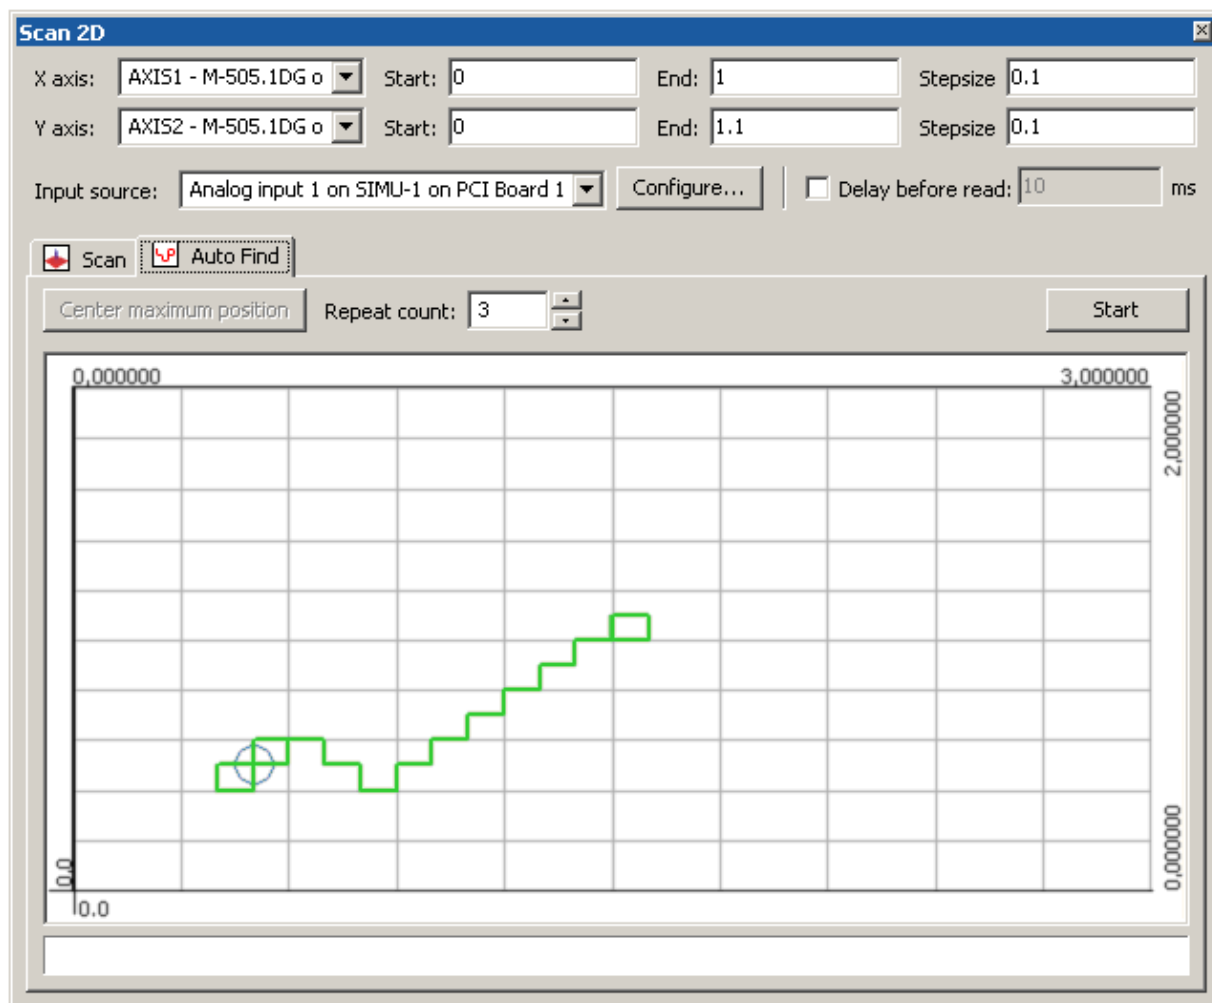 Scan 2D
X axis: AXIS1 - M-505.1DG o Start: 0 End: 1 Stepsize 0.1
Y axis: AXIS2 - M-505.1DG o Start: 0 End: 1.1 Stepsize 0.1
Input source: Analog input 1 on SIMU-1 on PCI Board 1 Configure... Delay before read: 10 ms
Scan Auto Find
Center maximum position Repeat count: 3 Start
0,000000 3,000000
2,000000
0,0 0,000000
0.0